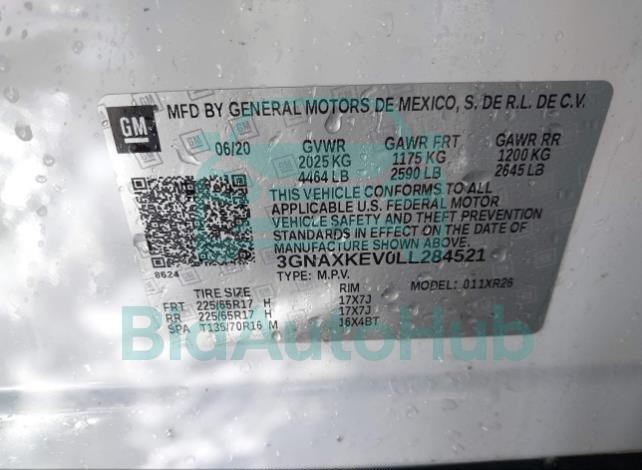 GM
MFD BY GENERAL MOTORS DE MEXICO, S. DE R.L. DE C.V.
06/20 GVWR GAWR FRT GAWR RR
2025 KG 1175 KG 1200 KG
4464 LB 2590 LB 2645 LB
THIS VEHICLE CONFORMS TO ALL
APPLICABLE U.S. FEDERAL MOTOR
VEHICLE SAFETY AND THEFT PREVENTION
STANDARDS IN EFFECT ON THE DATE OF
MANUFACTURE SHOWN ABOVE.
3GNAXKEV0LL284521
8624
TYPE: M.P.V. MODEL: 011XR26
TIRE SIZE RIM
FRT 225/65R17 H 17X7J
RR 225/65R17 H 17X7J
SPA T135/70R16 M 16X4BT
BidAutoHub